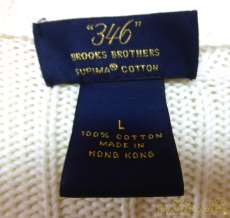 "346"
BROOKS BROTHERS
SUPIMA® COTTON
L
100% COTTON
MADE IN
HONG KONG